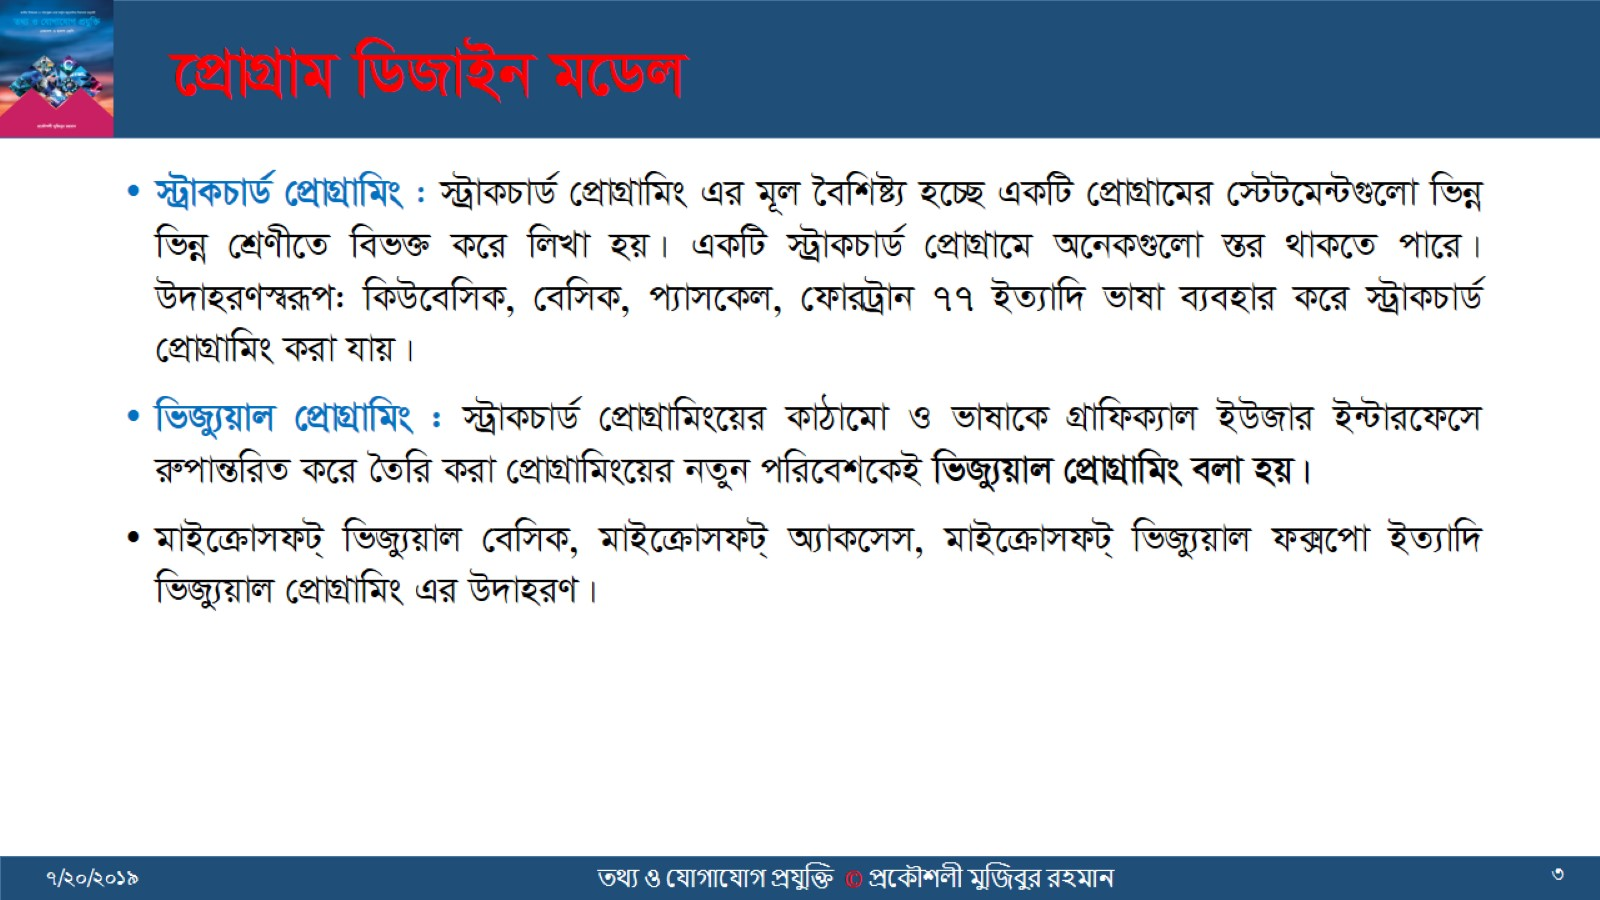 তথ্য ও যোগাযোগ প্রযুক্তি
প্রোগ্রাম ডিজাইন মডেল
• স্ট্রাকচার্ড প্রোগ্রামিং : স্ট্রাকচার্ড প্রোগ্রামিং এর মূল বৈশিষ্ট্য হচ্ছে একটি প্রোগ্রামের স্টেটমেন্টগুলো ভিন্ন
ভিন্ন শ্রেণীতে বিভক্ত করে লিখা হয়। একটি স্ট্রাকচার্ড প্রোগ্রামে অনেকগুলো স্তর থাকতে পারে।
উদাহরণস্বরূপ: কিউবেসিক, বেসিক, প্যাসকেল, ফোরট্রান ৭৭ ইত্যাদি ভাষা ব্যবহার করে স্ট্রাকচার্ড
প্রোগ্রামিং করা যায়।
• ভিজ্যুয়াল প্রোগ্রামিং : স্ট্রাকচার্ড প্রোগ্রামিংয়ের কাঠামো ও ভাষাকে গ্রাফিক্যাল ইউজার ইন্টারফেসে
রুপান্তরিত করে তৈরি করা প্রোগ্রামিংয়ের নতুন পরিবেশকেই ভিজ্যুয়াল প্রোগ্রামিং বলা হয়।
• মাইক্রোসফট্ ভিজ্যুয়াল বেসিক, মাইক্রোসফট্ অ্যাকসেস, মাইক্রোসফট্ ভিজ্যুয়াল ফক্সপো ইত্যাদি
ভিজ্যুয়াল প্রোগ্রামিং এর উদাহরণ।
৭/২০/২০১৯
তথ্য ও যোগাযোগ প্রযুক্তি © প্রকৌশলী মুজিবুর রহমান
৩